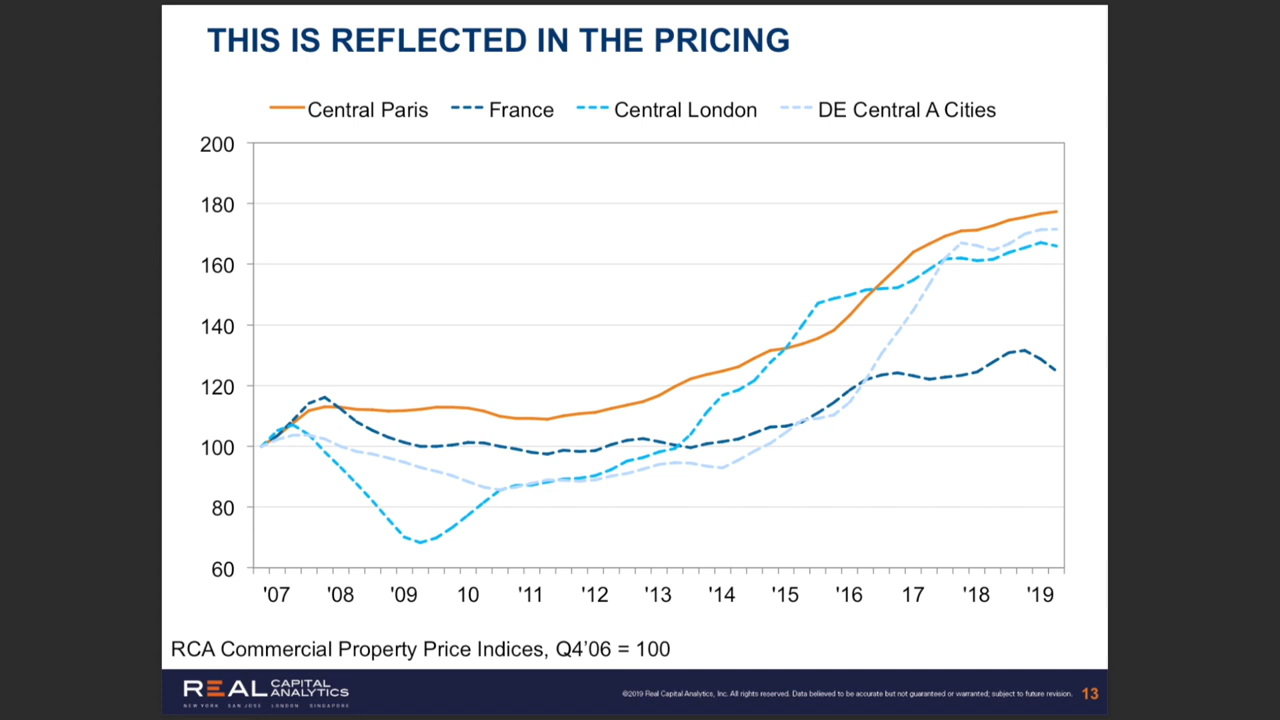 THIS IS REFLECTED IN THE PRICING
Central Paris France Central London DE Central A Cities
200
180
160
140
120
100
80
60
'07 '08 '09 10 '11 '12 '13 '14 '15 '16 17 '18 '19
RCA Commercial Property Price Indices, Q4’06 = 100
REAL CAPITAL ANALYTICS
NEW YORK SAN JOSE LONDON SINGAPORE
©2019 Real Capital Analytics, Inc. All rights reserved. Data believed to be accurate but not guaranteed or warranted; subject to future revision. 13